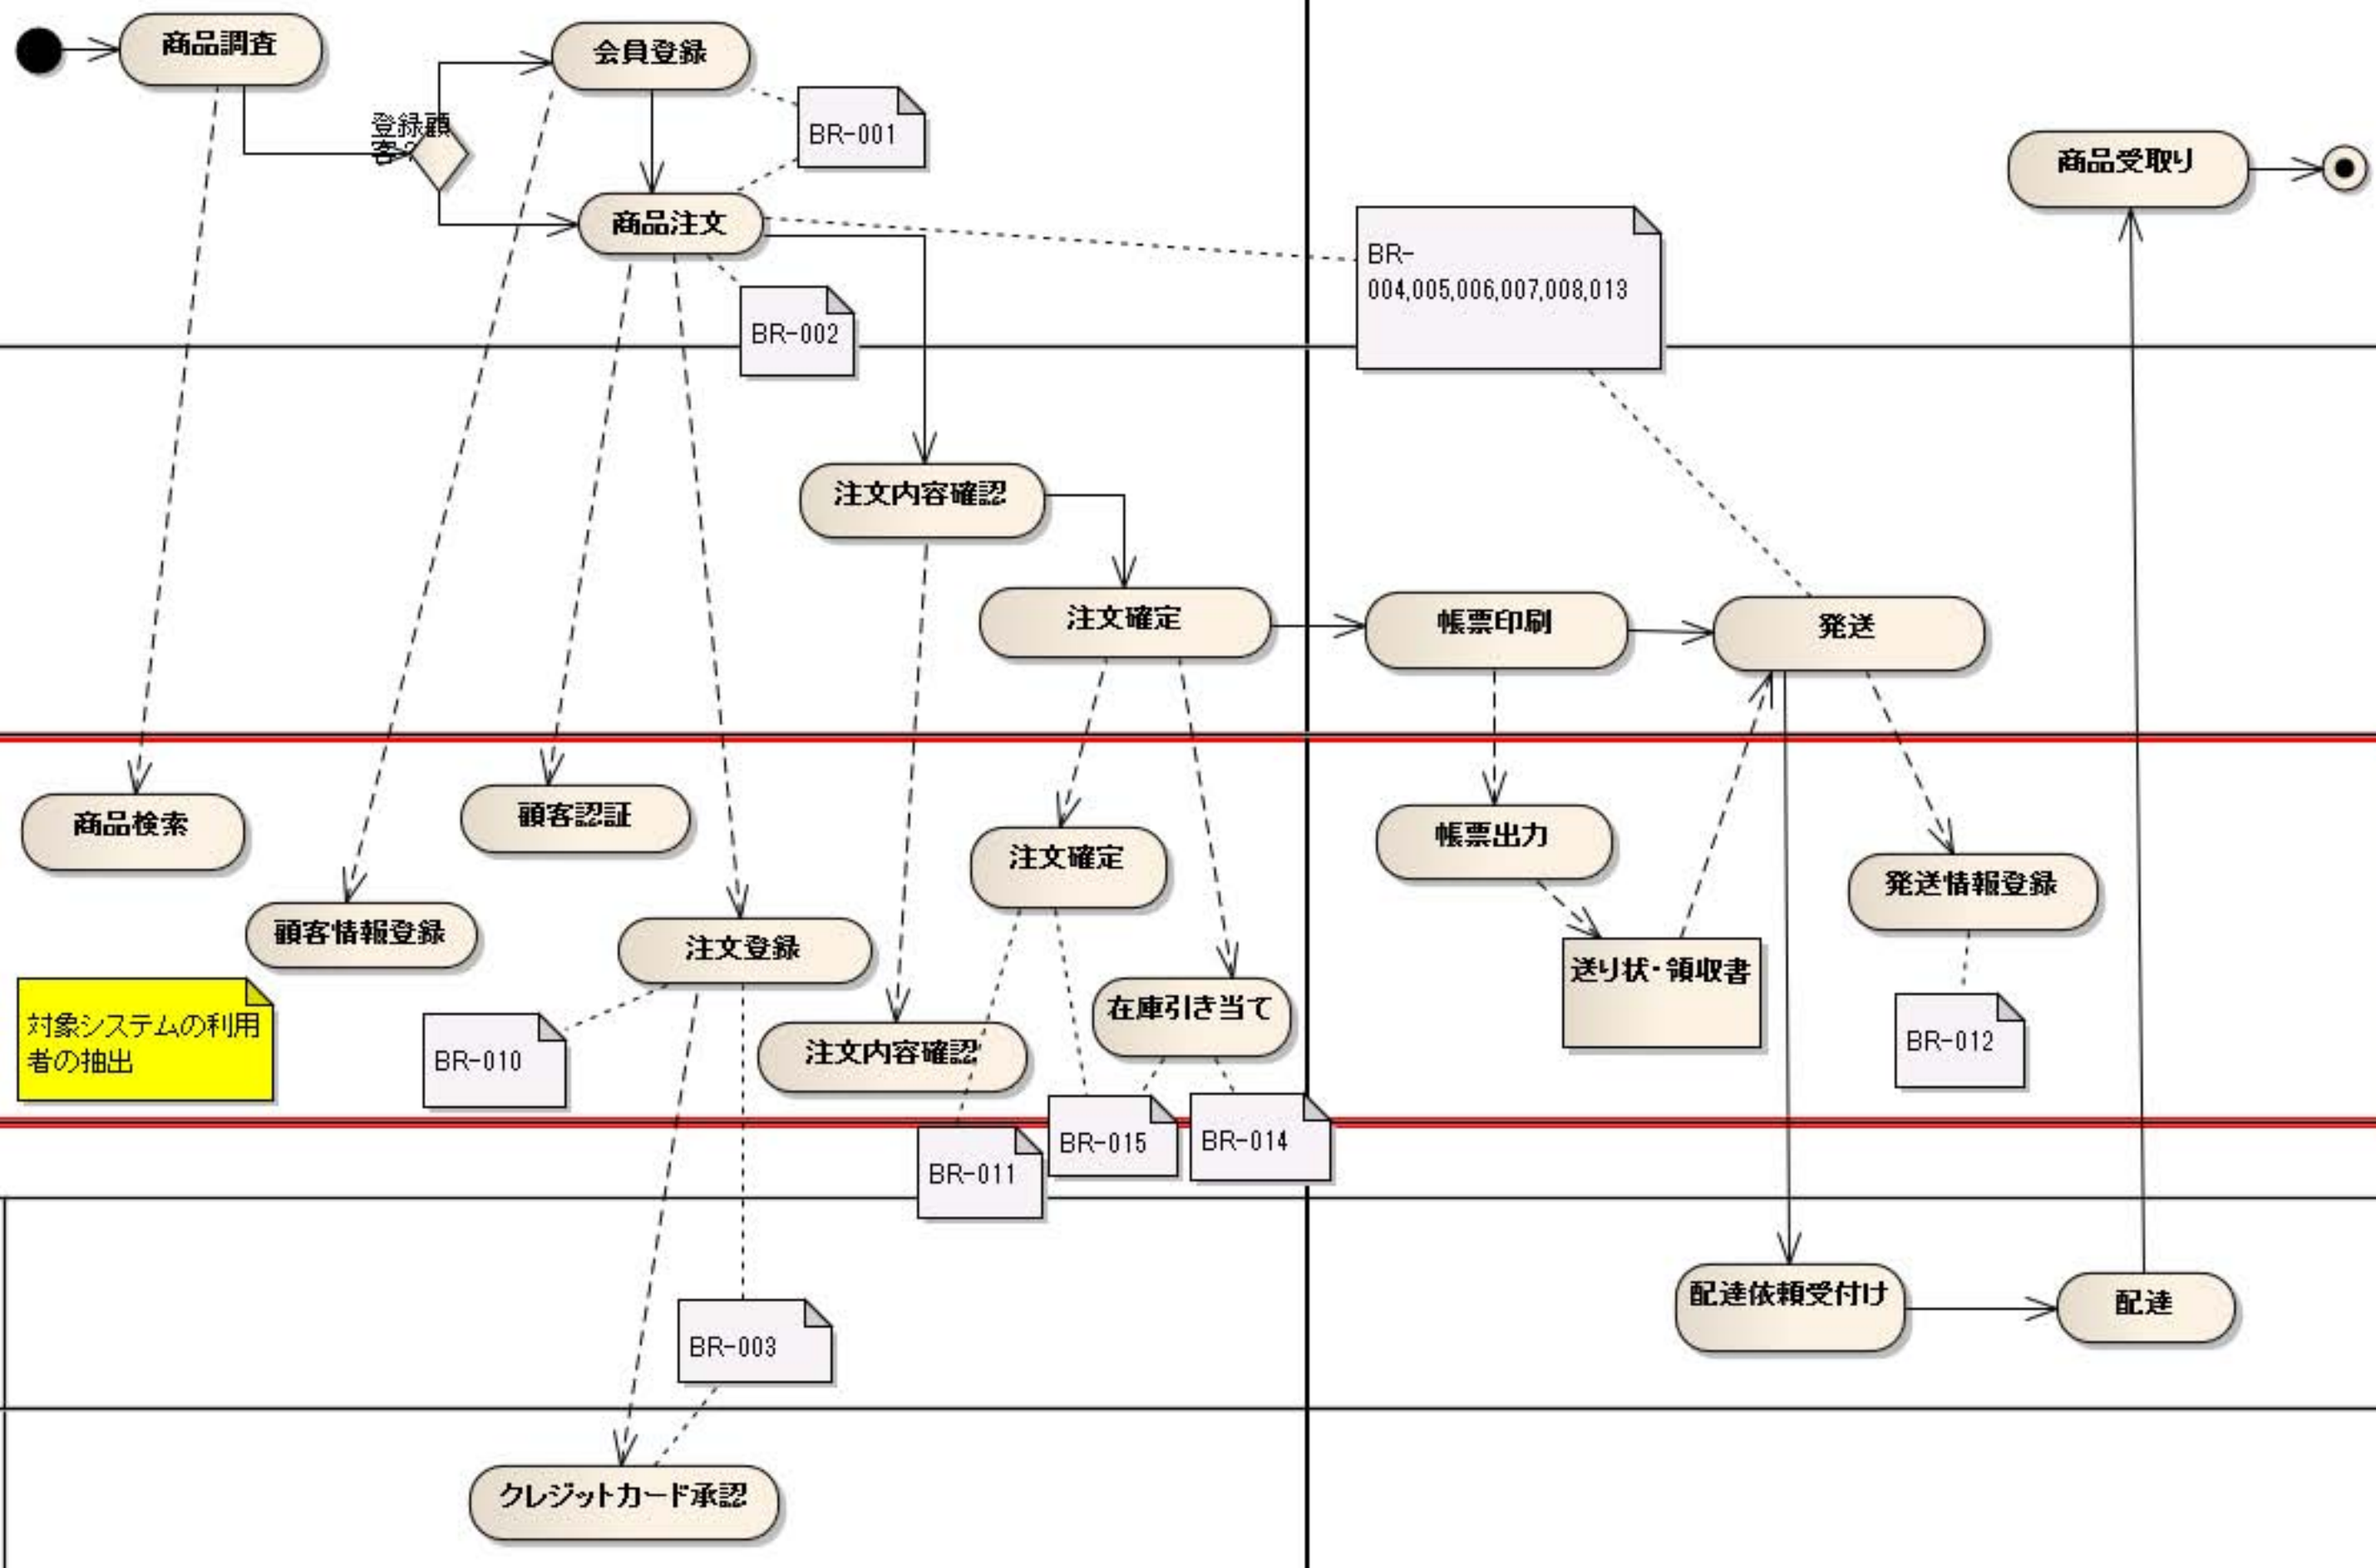 商品調査
会員登録
登録顧
客?
BR-001
商品注文
商品受取り
BR-
004,005,006,007,008,013
BR-002
注文内容確認
注文確定
帳票印刷
発送
商品検索
顧客認証
注文確定
帳票出力
発送情報登録
顧客情報登録
注文登録
在庫引き当て
送り状・領収書
対象システムの利用
者の抽出
BR-010
注文内容確認
BR-012
BR-011
BR-015
BR-014
配達依頼受付け
配達
BR-003
クレジットカード承認